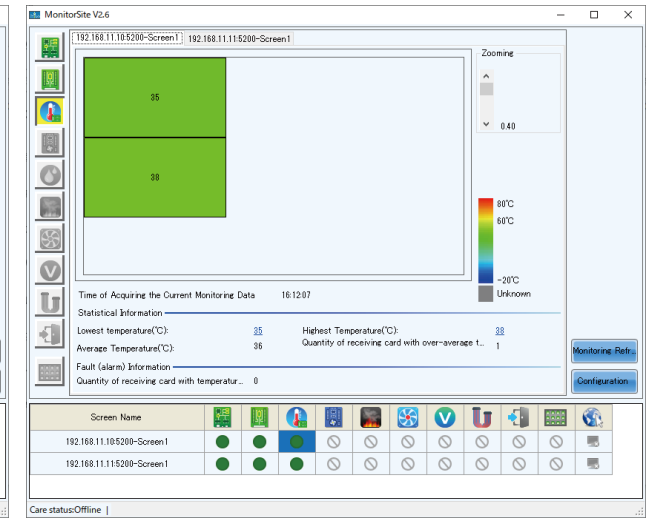 MonitorSite V2.6
192.168.11.10:5200-Screen1 192.168.11.11:5200-Screen1
Zooming
0.40
35
38
80℃
60℃
-20℃
Unknown
Time of Acquiring the Current Monitoring Data 16:12:07
Statistical Information
Lowest temperature(℃): 35 Highest Temperature(℃): 38
Average Temperature(℃): 36 Quantity of receiving card with over-average t... 1
Fault (alarm) Information
Quantity of receiving card with temperatur... 0
Monitoring Refr...
Configuration
Screen Name
192.168.11.10:5200-Screen1
192.168.11.11:5200-Screen1
Care status:Offline